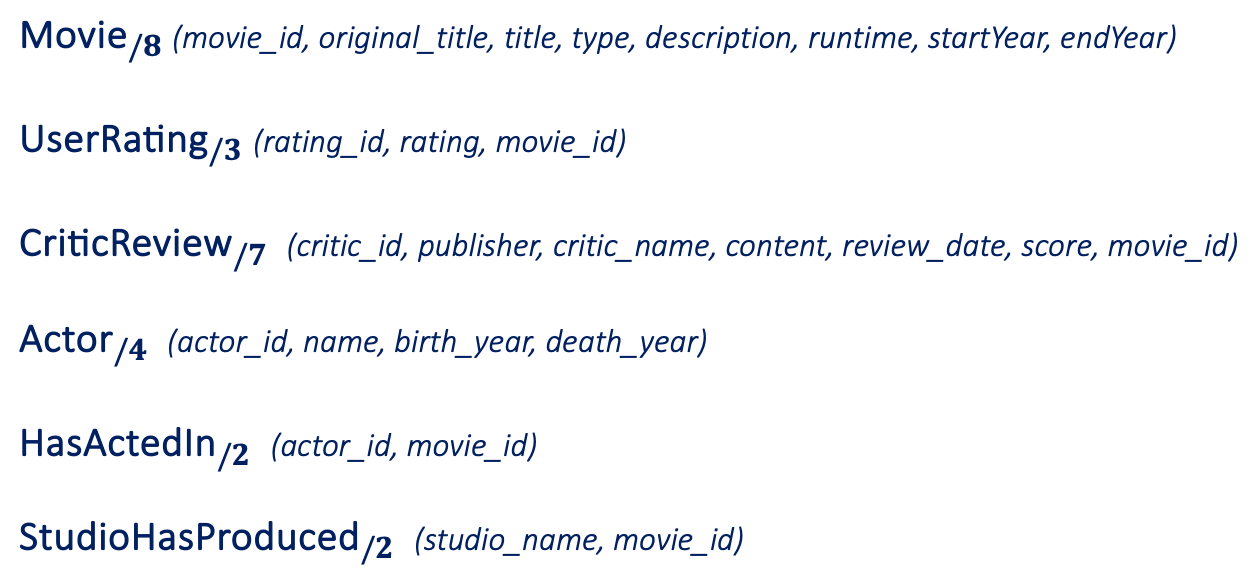 Movie/8 (movie_id, original_title, title, type, description, runtime, startYear, endYear)
UserRating/3 (rating_id, rating, movie_id)
CriticReview/7 (critic_id, publisher, critic_name, content, review_date, score, movie_id)
Actor/4 (actor_id, name, birth_year, death_year)
HasActedIn/2 (actor_id, movie_id)
StudioHasProduced/2 (studio_name, movie_id)